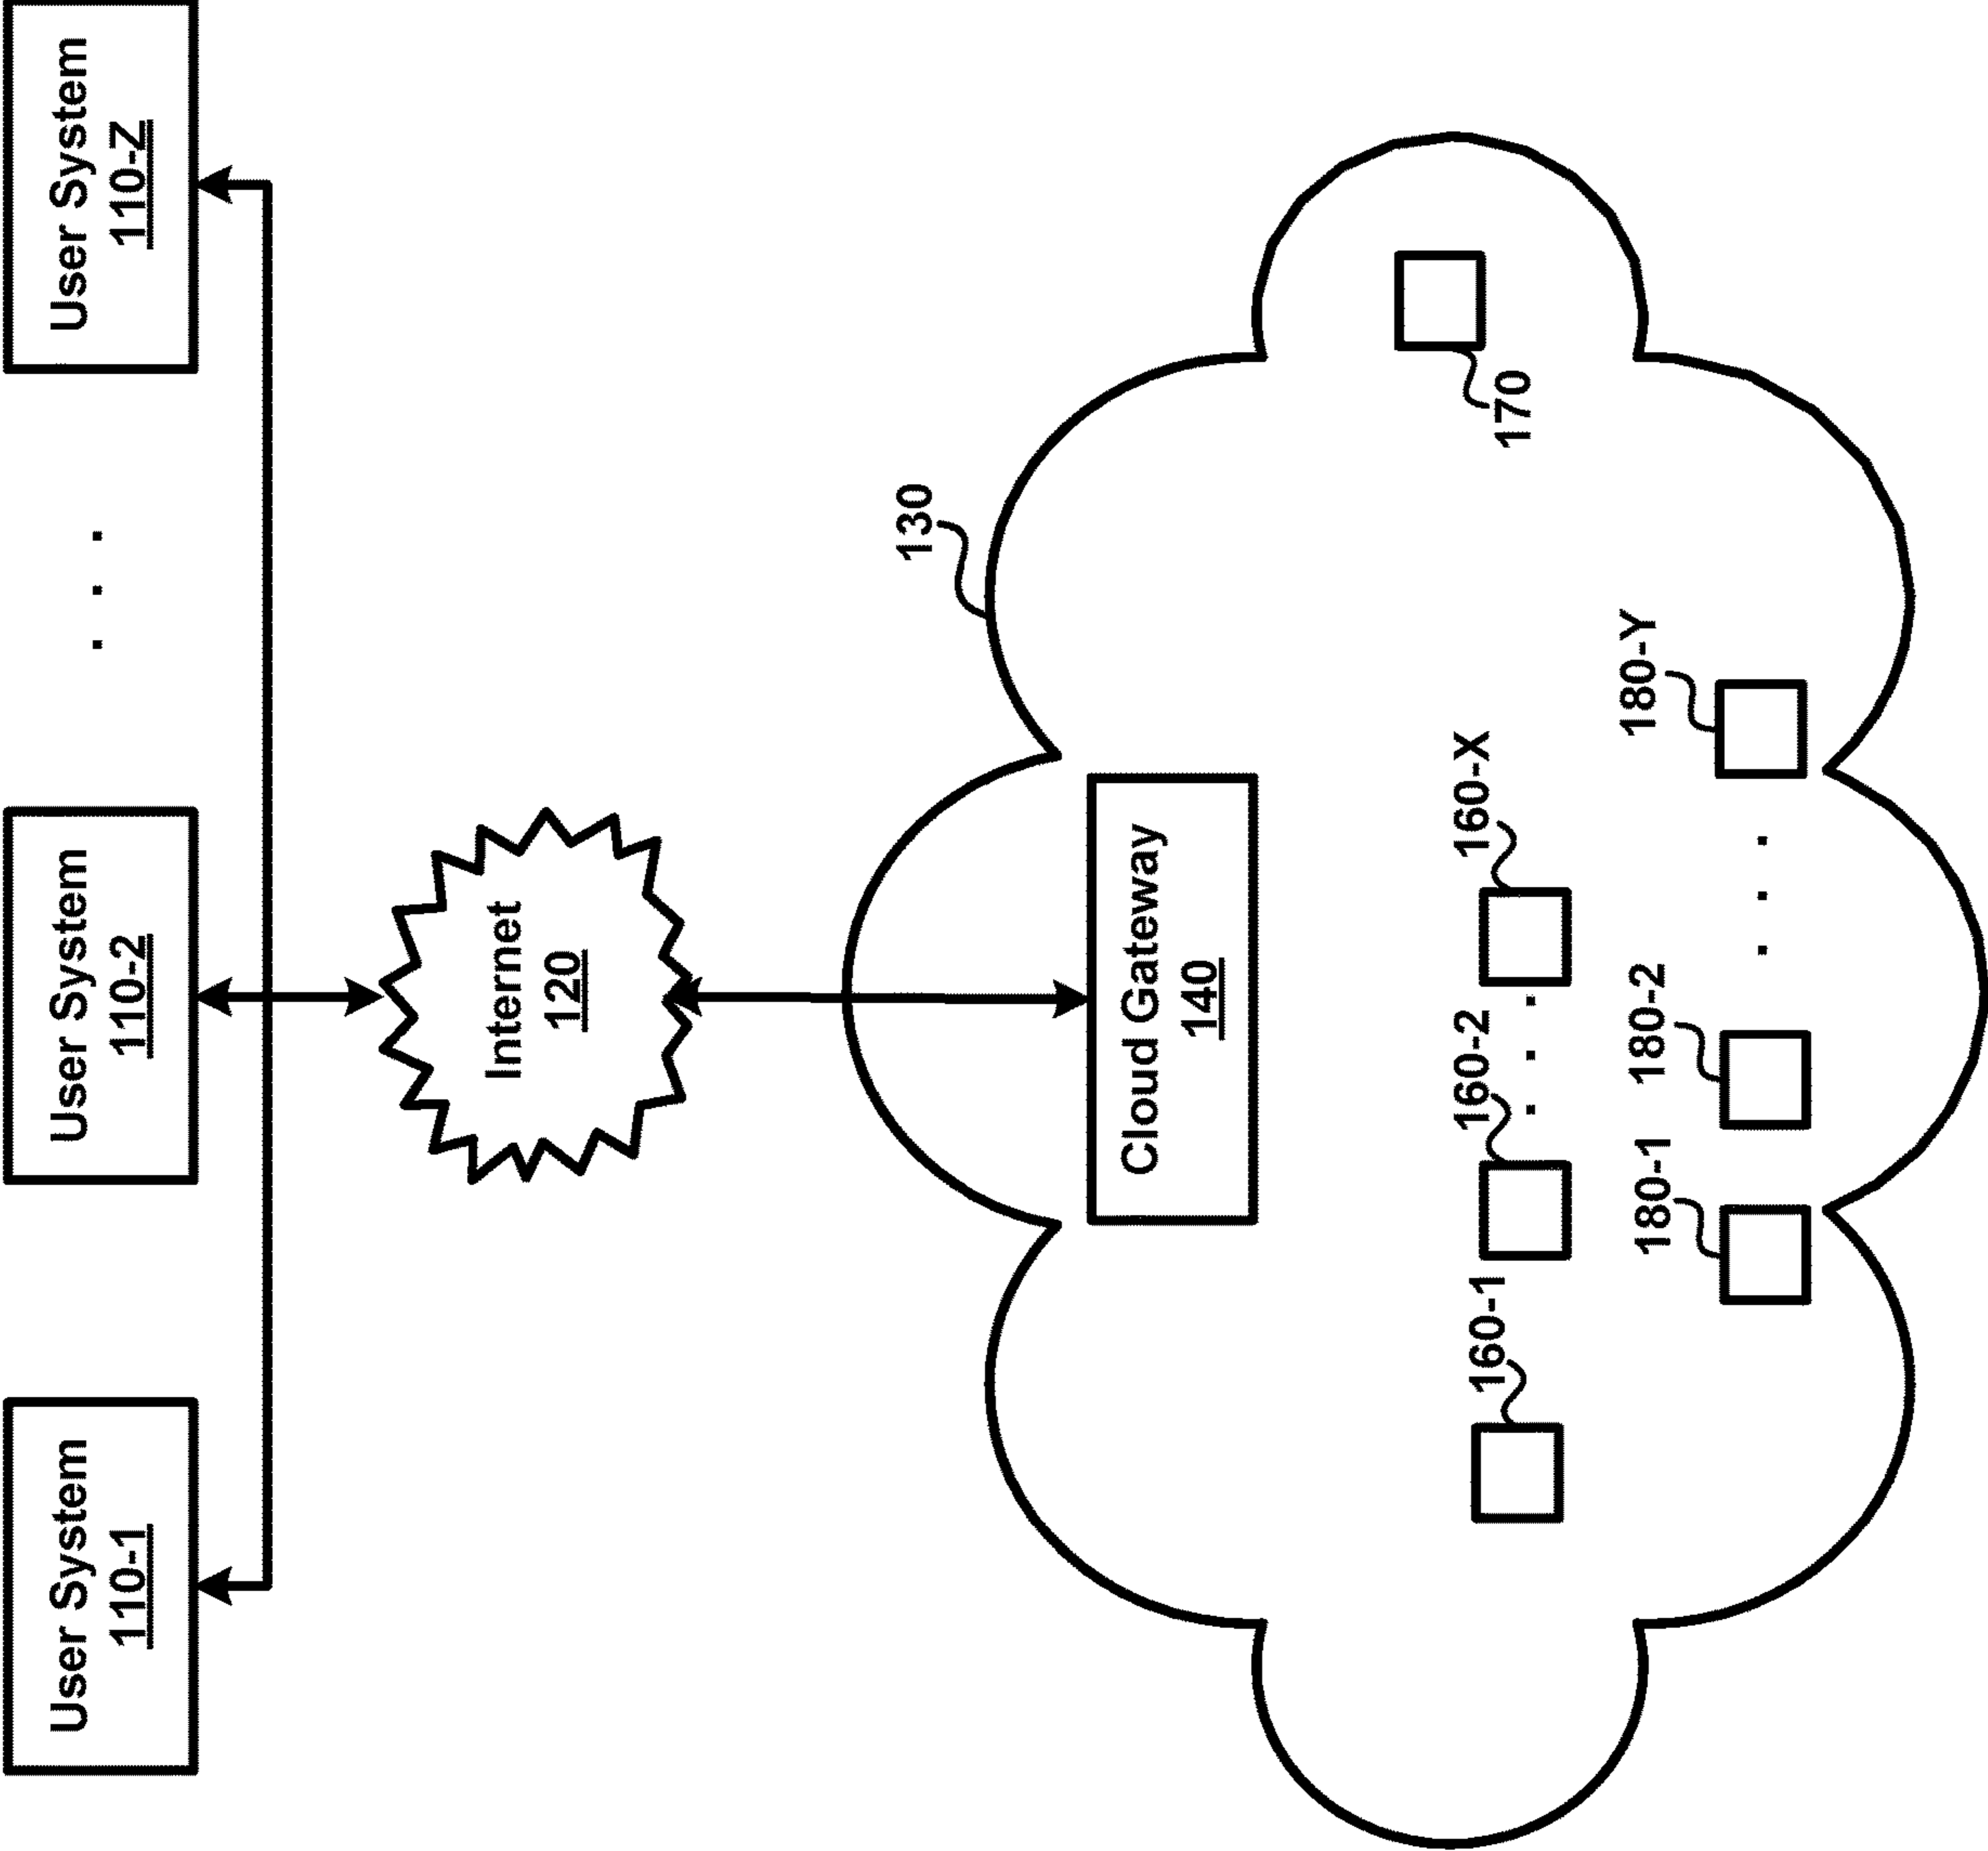 User System
110-1
User System
110-2
. . .
User System
110-Z
Internet
120
130
Cloud Gateway
140
160-1
160-2
. . .
160-X
170
180-1
180-2
. . .
180-Y